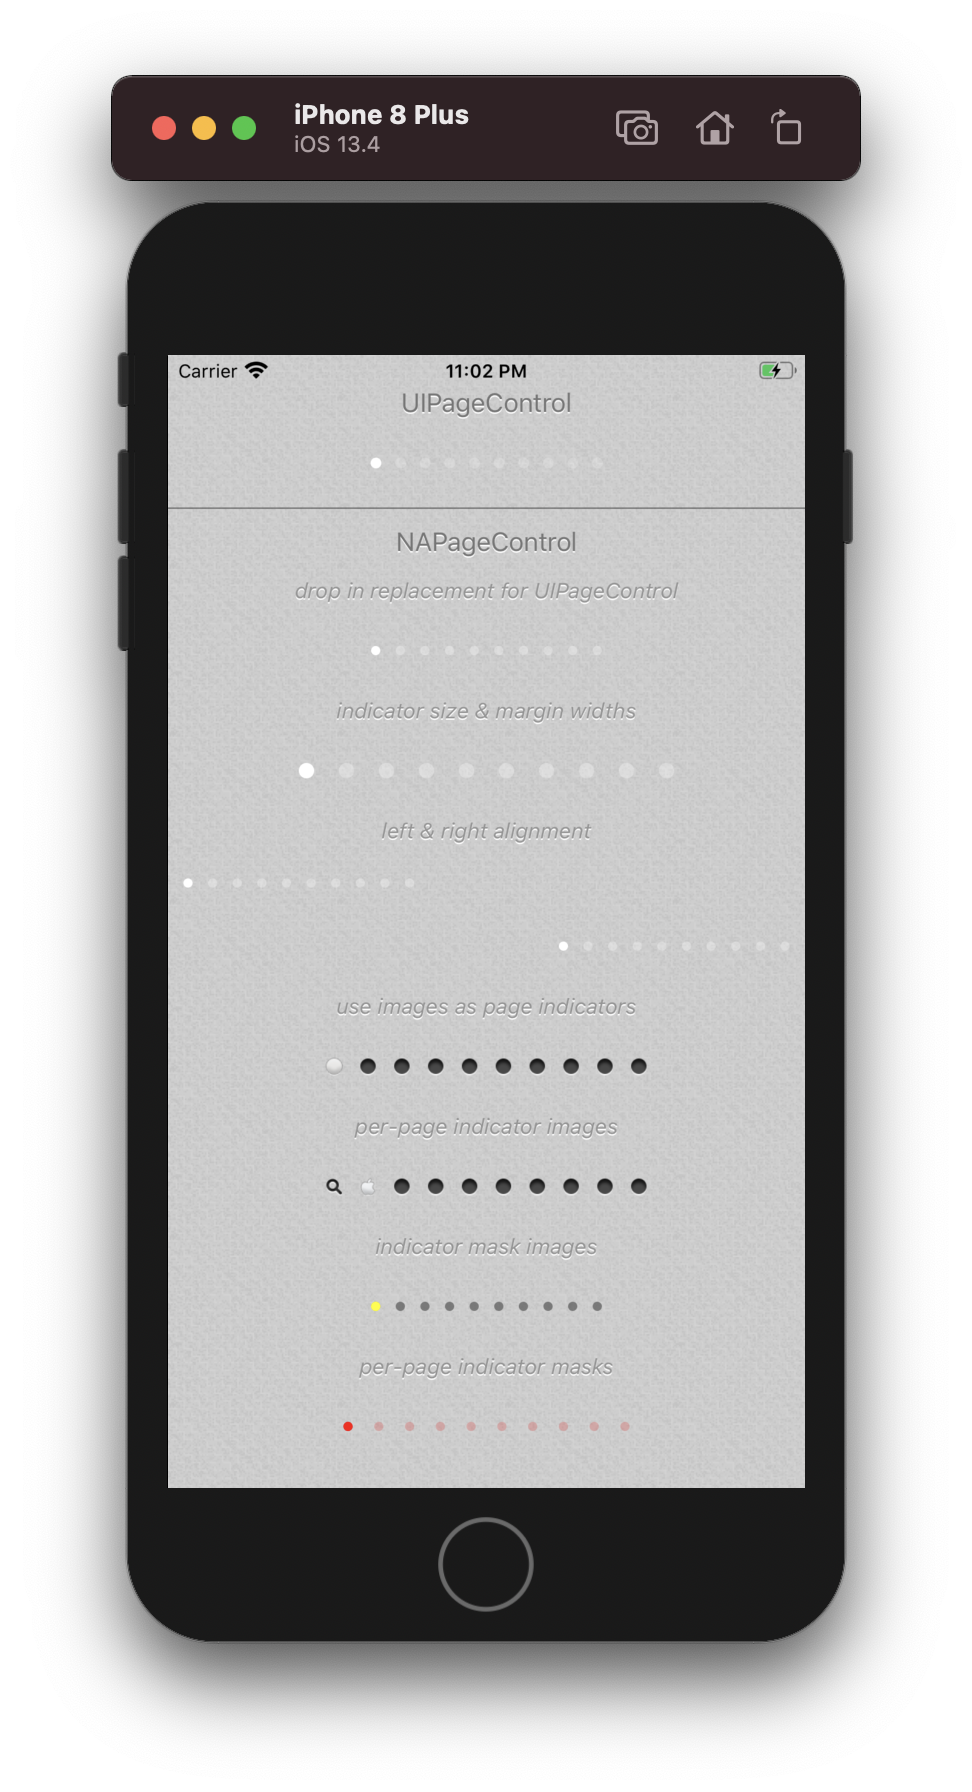 iPhone 8 Plus
iOS 13.4
Carrier 11:02 PM
UIPageControl
NAPageControl
drop in replacement for UIPageControl
indicator size & margin widths
left & right alignment
use images as page indicators
per-page indicator images
indicator mask images
per-page indicator masks